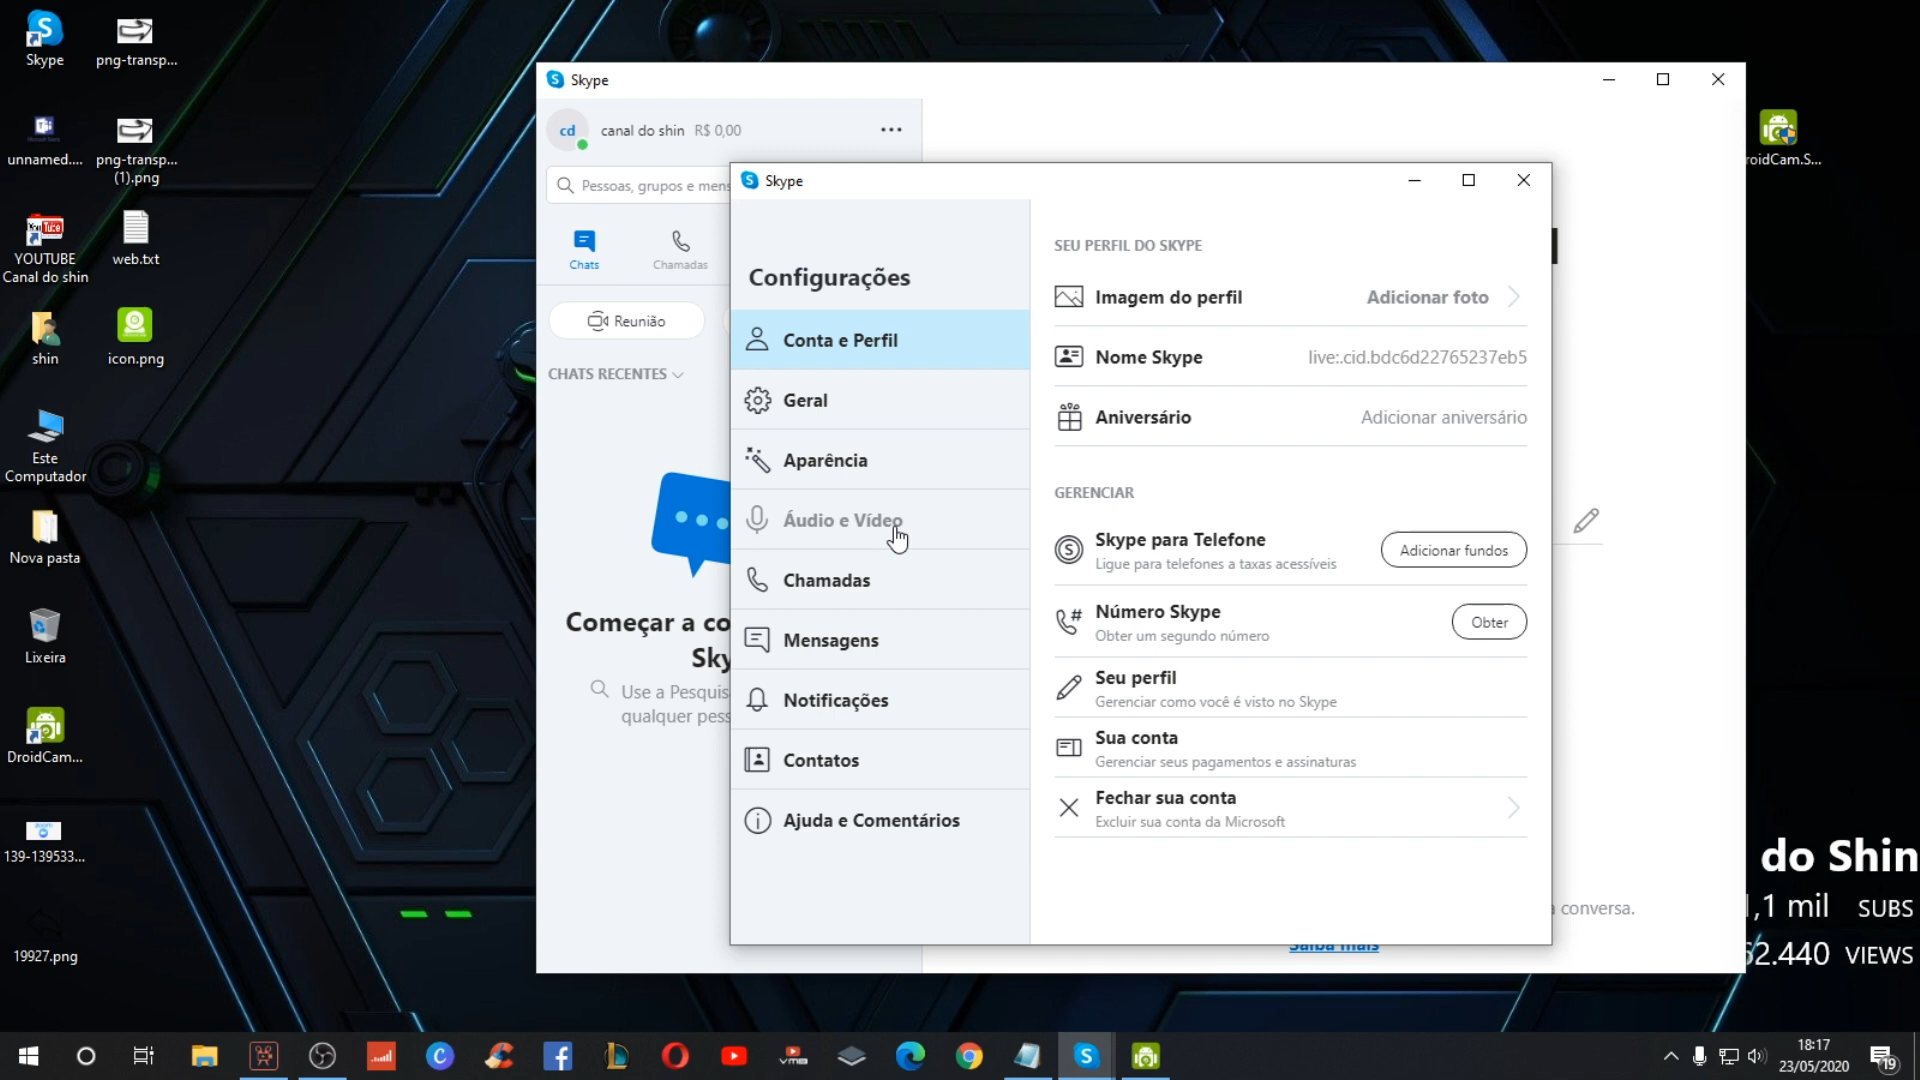 Skype
png-transp...
unnamed....
png-transp...
(1).png
YOUTUBE
Canal do shin
web.txt
shin
icon.png
Este
Computador
Nova pasta
Lixeira
DroidCam...
139-139533...
19927.png
Skype
cd canal do shin R$ 0,00
Pessoas, grupos e mens
Chats
Chamadas
Reunião
CHATS RECENTES
Começar a co
Sky
Use a Pesquis
qualquer pess
Skype
Configurações
Conta e Perfil
Geral
Aparência
Áudio e Vídeo
Chamadas
Mensagens
Notificações
Contatos
Ajuda e Comentários
SEU PERFIL DO SKYPE
Imagem do perfil Adicionar foto
Nome Skype live:.cid.bdc6d22765237eb5
Aniversário Adicionar aniversário
GERENCIAR
Skype para Telefone
Ligue para telefones a taxas acessíveis
Adicionar fundos
Número Skype
Obter um segundo número
Obter
Seu perfil
Gerenciar como você é visto no Skype
Sua conta
Gerenciar seus pagamentos e assinaturas
Fechar sua conta
Excluir sua conta da Microsoft
conversa.
Saiba mais
roidCam.S...
do Shin
,1 mil SUBS
2.440 VIEWS
18:17
23/05/2020
19